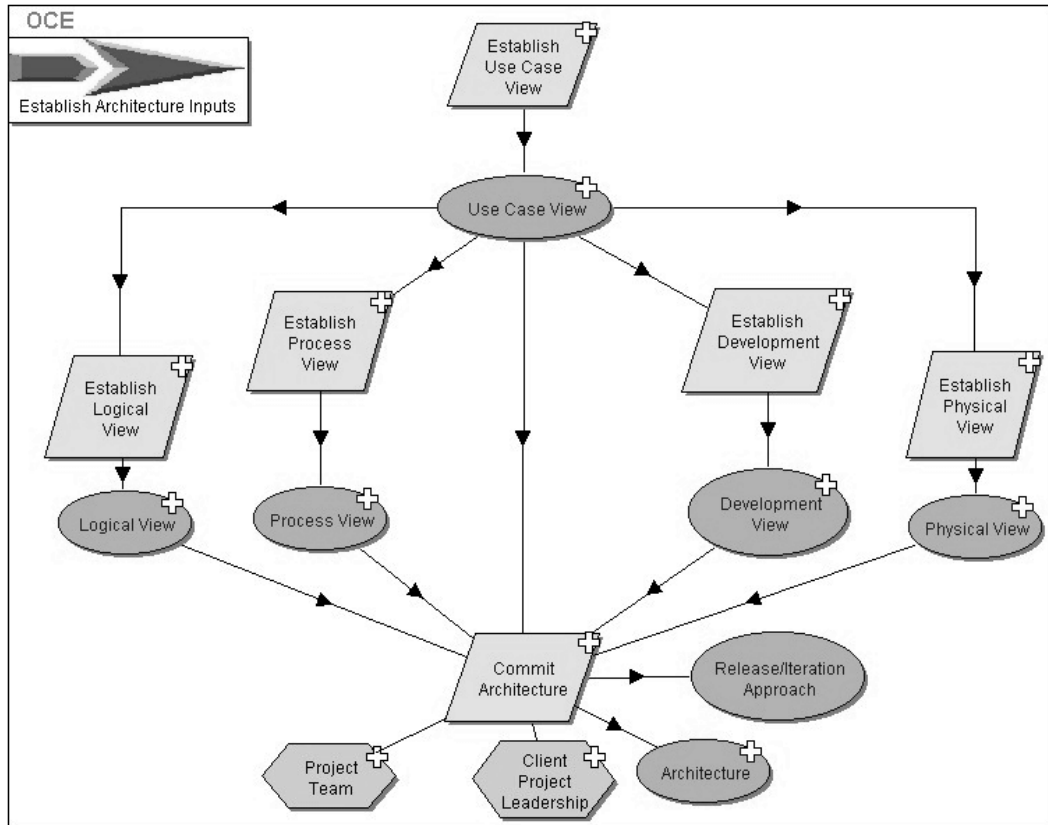 OCE
Establish Architecture Inputs
Establish
Use Case
View
Use Case View
Establish
Process
View
Establish
Development
View
Establish
Logical
View
Establish
Physical
View
Logical View
Process View
Development
View
Physical View
Commit
Architecture
Release/Iteration
Approach
Project
Team
Client
Project
Leadership
Architecture